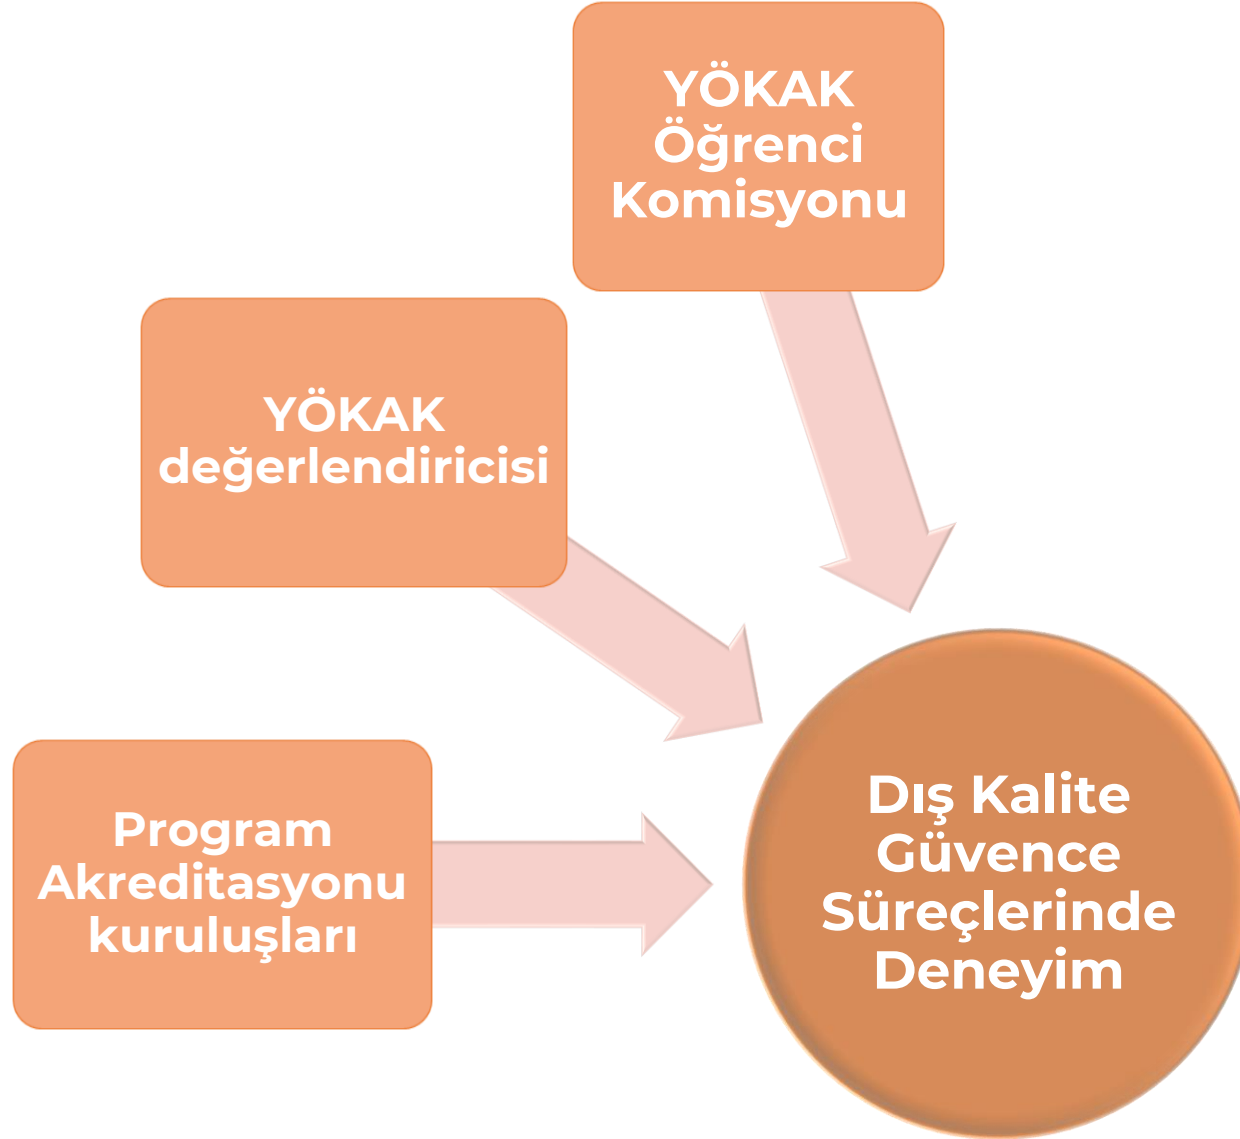 YÖKAK
Öğrenci
Komisyonu
YÖKAK
değerlendiricisi
Program
Akreditasyonu
kuruluşları
Dış Kalite
Güvence
Süreçlerinde
Deneyim